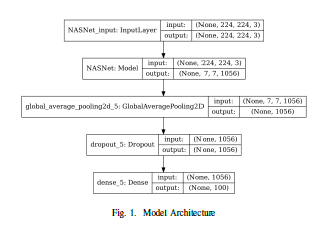 NASNet_input: InputLayer
input: (None, 224, 224, 3)
output: (None, 224, 224, 3)
NASNet: Model
input: (None, 224, 224, 3)
output: (None, 7, 7, 1056)
global_average_pooling2d_5: GlobalAveragePooling2D
input: (None, 7, 7, 1056)
output: (None, 1056)
dropout_5: Dropout
input: (None, 1056)
output: (None, 1056)
dense_5: Dense
input: (None, 1056)
output: (None, 100)
Fig. 1. Model Architecture